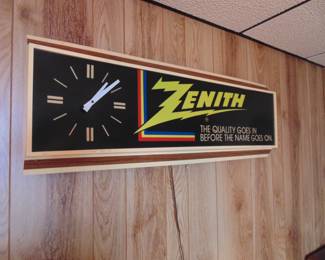 ZENITH
®
THE QUALITY GOES IN
BEFORE THE NAME GOES ON